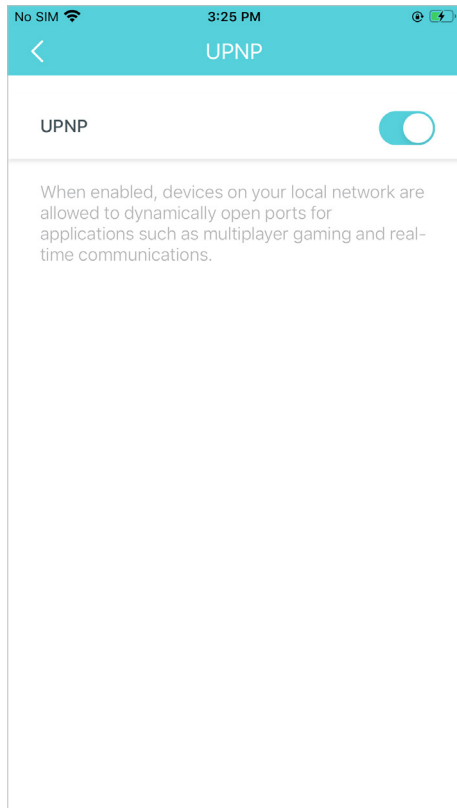 No SIM 3:25 PM
UPNP
UPNP
When enabled, devices on your local network are
allowed to dynamically open ports for
applications such as multiplayer gaming and real-
time communications.